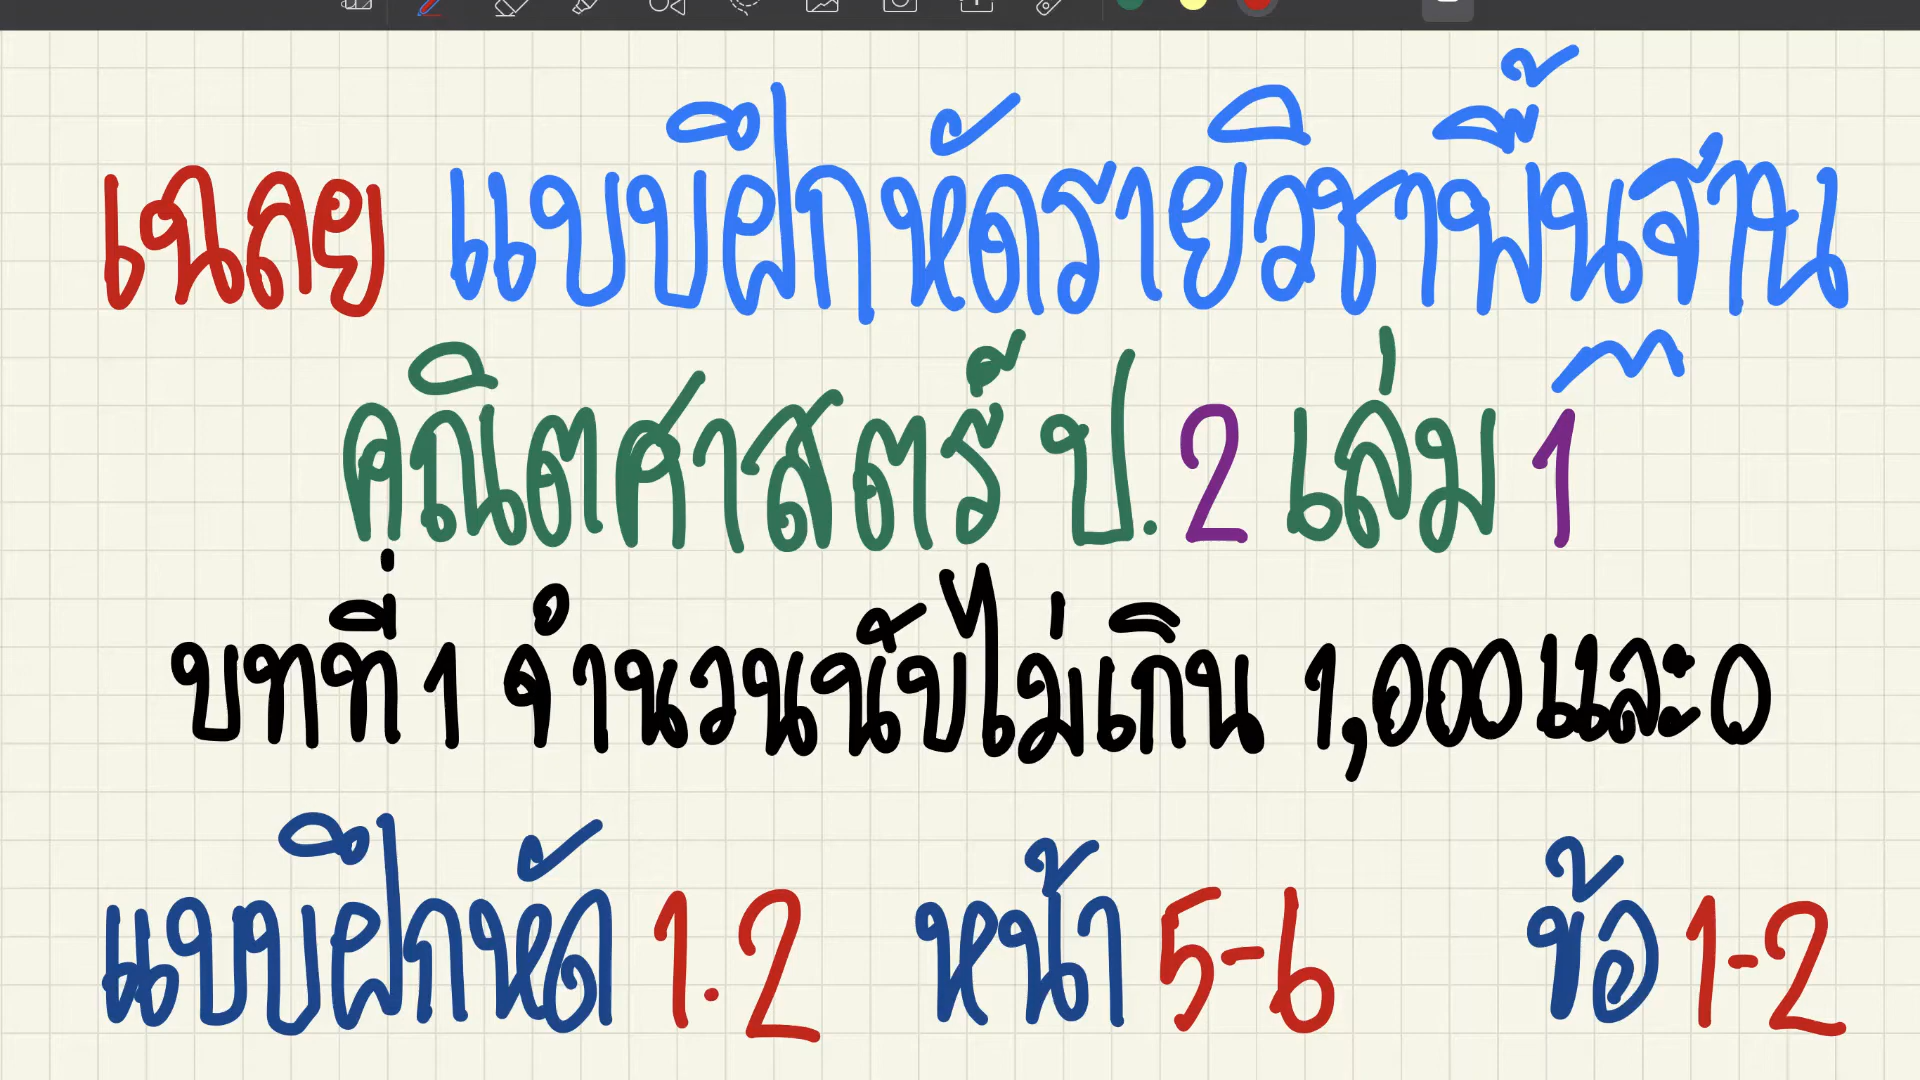 เฉลย แบบฝึกหัดรายวิชาพื้นฐาน
คณิตศาสตร์ ป.2 เล่ม 1
บทที่ 1 จำนวนนับไม่เกิน 1,000 และ 0
แบบฝึกหัด 1.2 หน้า 5-6 ข้อ 1-2